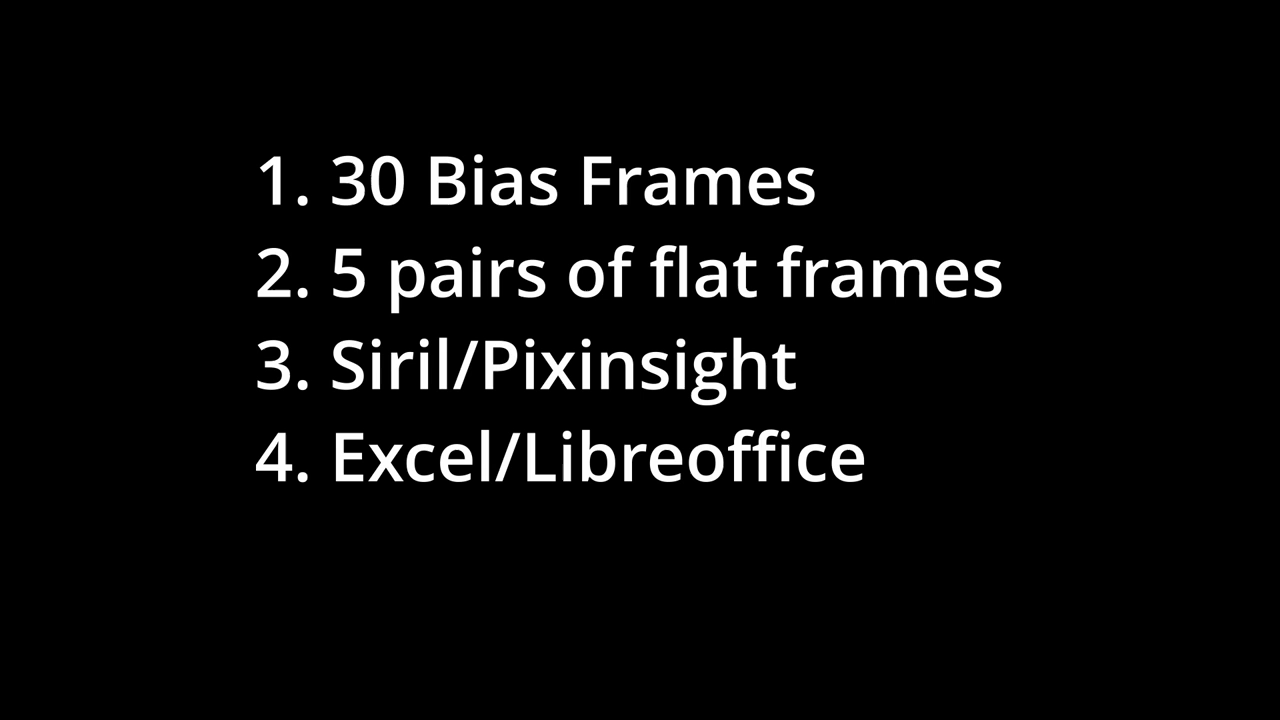 1. 30 Bias Frames
2. 5 pairs of flat frames
3. Siril/Pixinsight
4. Excel/Libreoffice